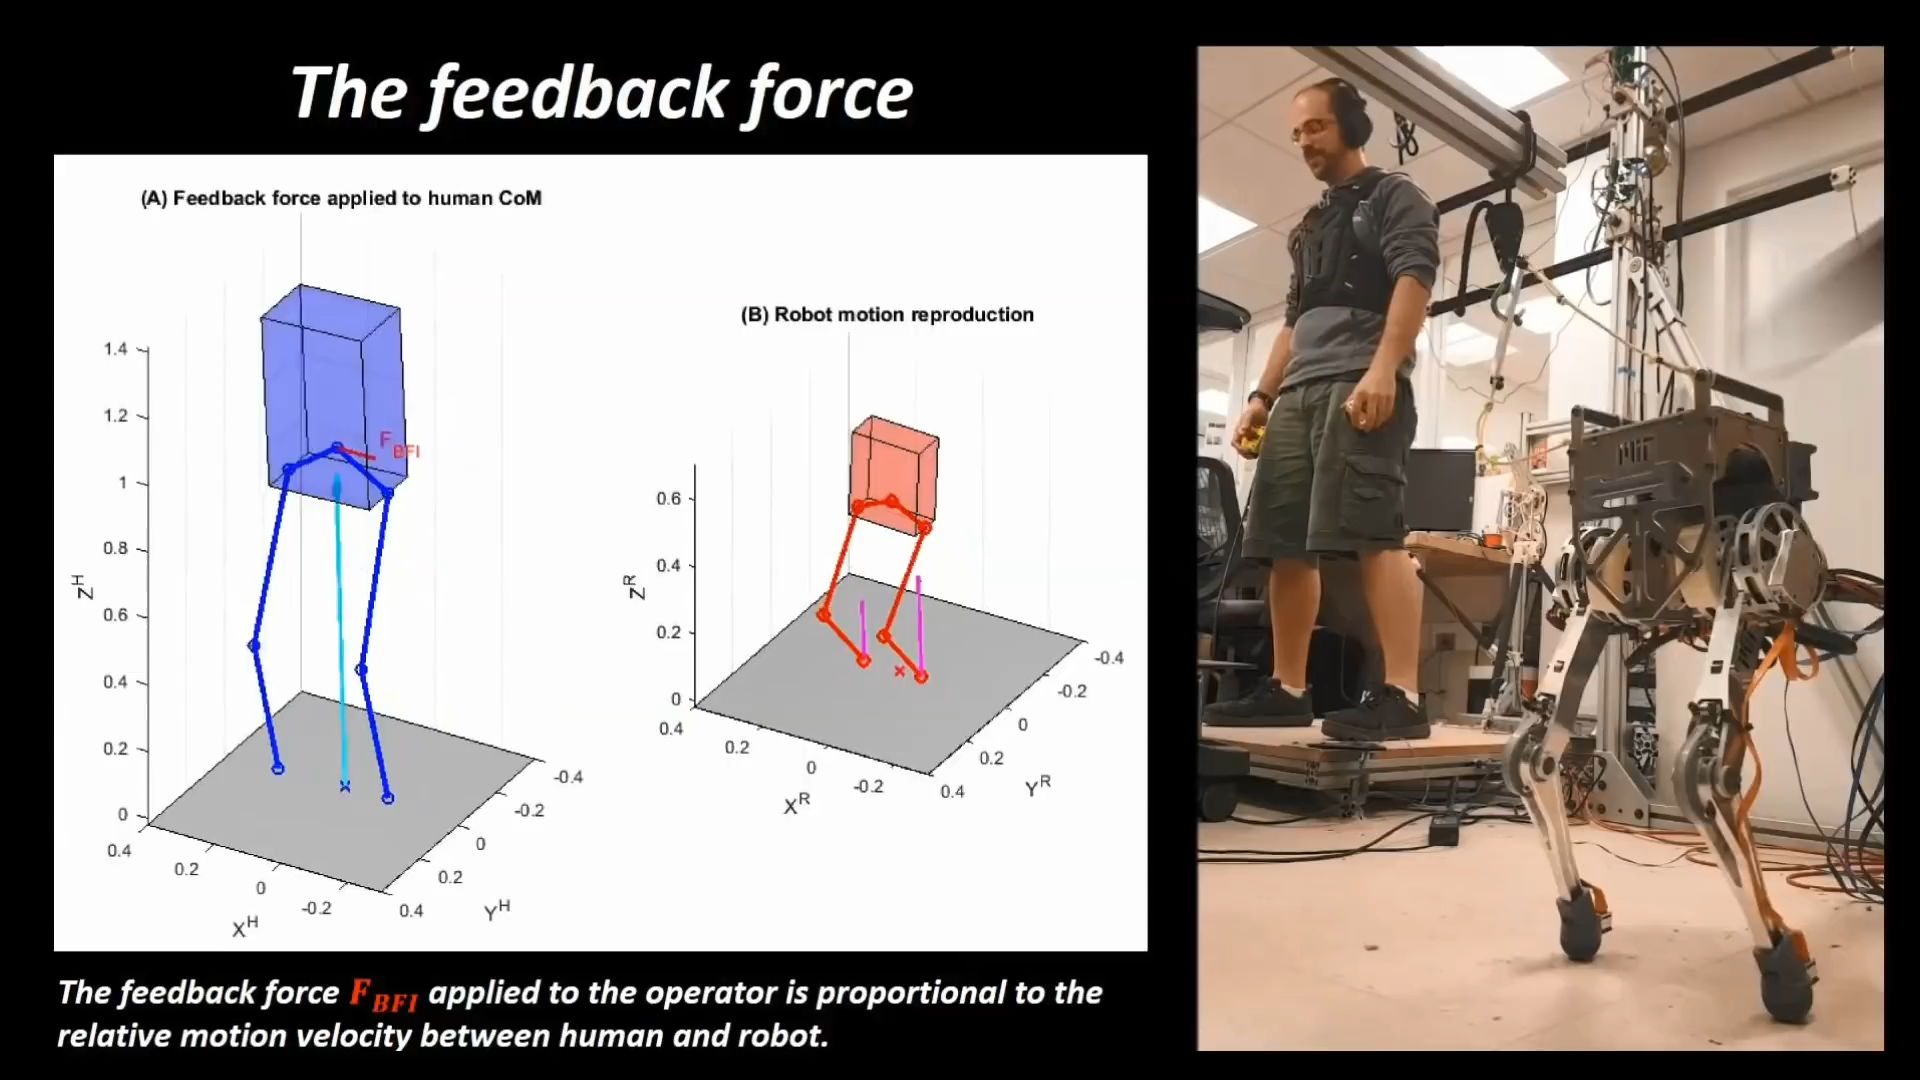 The feedback force
(A) Feedback force applied to human CoM
1.4
1.2
1
0.8
0.6
0.4
0.2
0
Z^H
0.4
0.2
0
-0.2
X^H
0.4
0.2
0
-0.2
-0.4
Y^H
F_BFI
(B) Robot motion reproduction
0.6
0.4
0.2
0
Z^R
0.4
0.2
0
-0.2
X^R
0.4
0.2
0
-0.2
-0.4
Y^R
The feedback force F_BFI applied to the operator is proportional to the
relative motion velocity between human and robot.
MIT